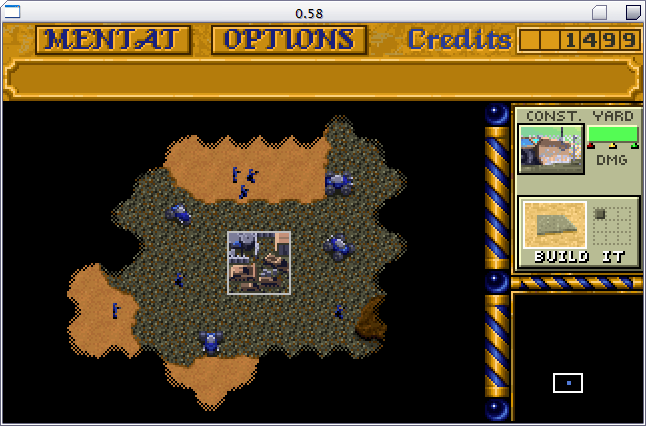 0.58
MENTAT OPTIONS Credits 1499
CONST. YARD
DMG
BUILD IT